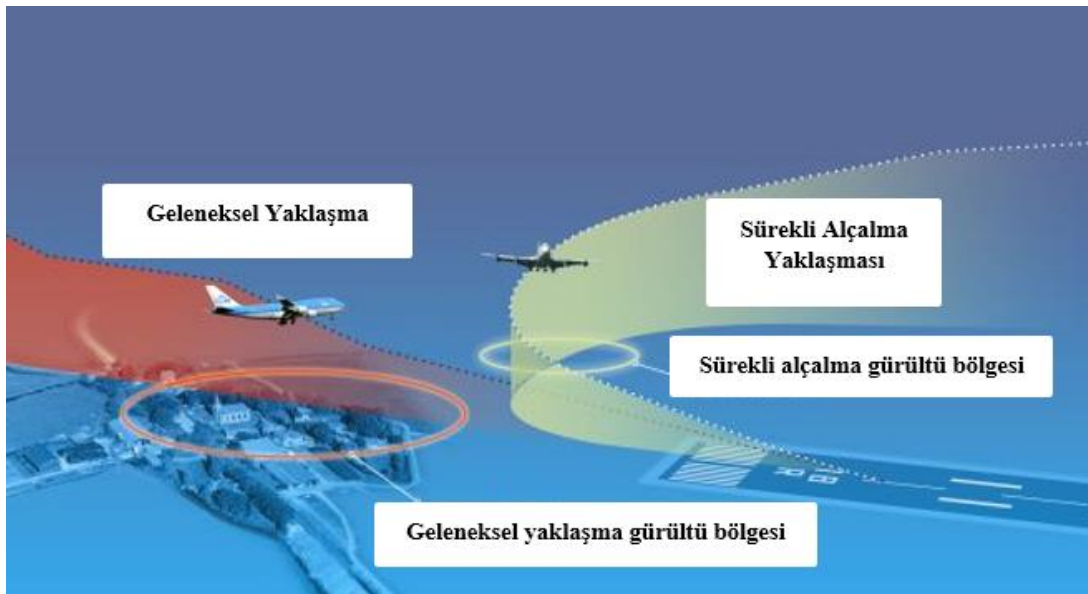 Geleneksel Yaklaşma
Sürekli Alçalma
Yaklaşması
Sürekli alçalma gürültü bölgesi
Geleneksel yaklaşma gürültü bölgesi